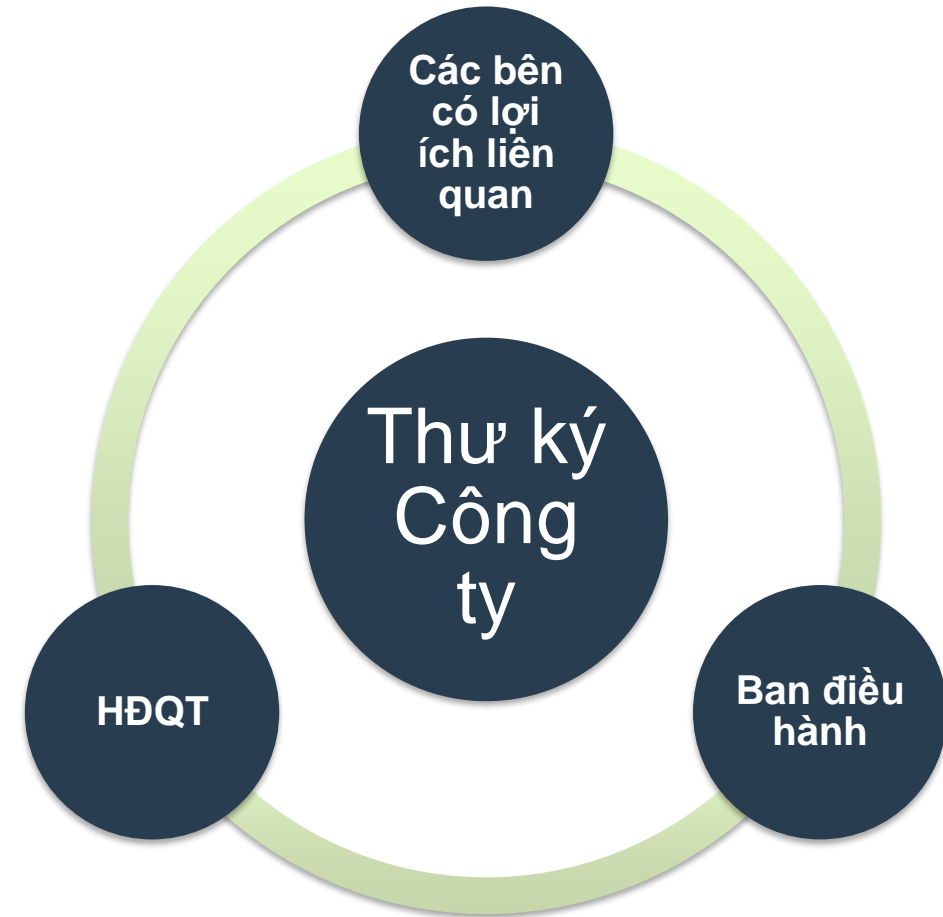 Các bên
có lợi
ích liên
quan
Thư ký
Công
ty
HĐQT
Ban điều
hành